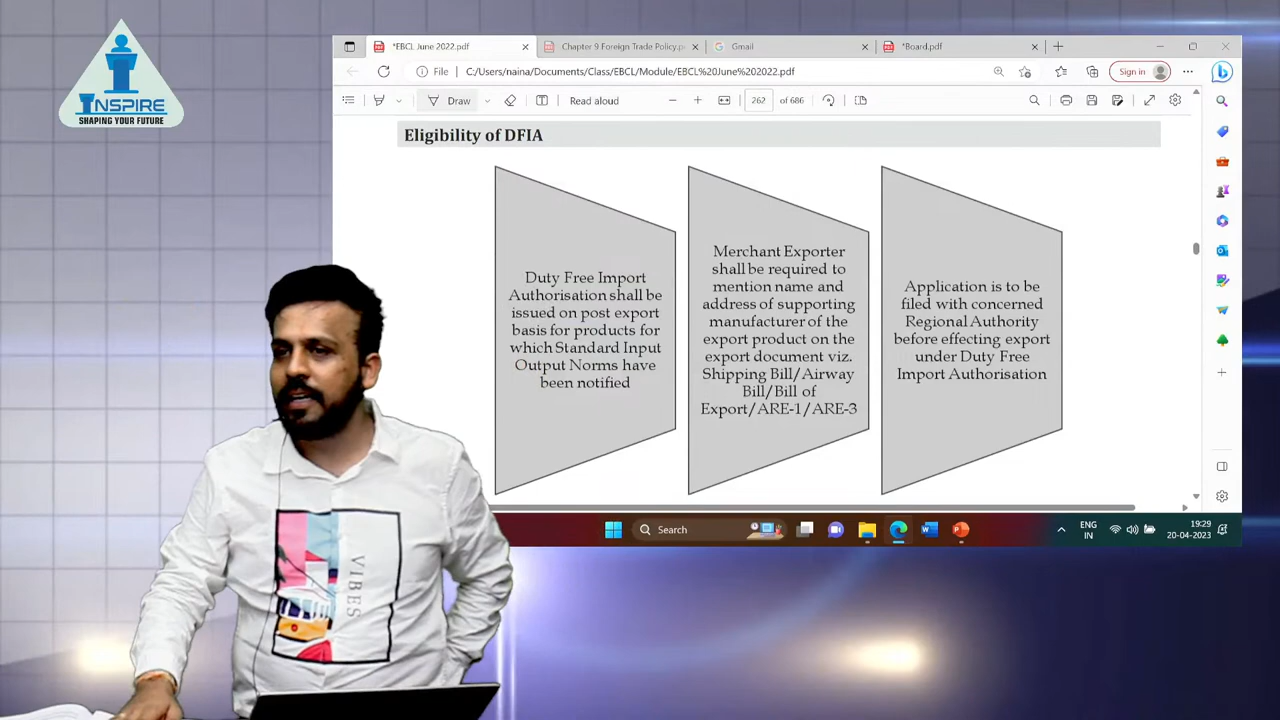 INSPIRE
SHAPING YOUR FUTURE
*EBCL June 2022.pdf
Chapter 9 Foreign Trade Policy.p
Gmail
*Board.pdf
File
C:/Users/naina/Documents/Class/EBCL/Module/EBCL%20June%202022.pdf
Sign in
Draw
Read aloud
262
of 686
Eligibility of DFIA
Duty Free Import
Authorisation shall be
issued on post export
basis for products for
which Standard Input
Output Norms have
been notified
Merchant Exporter
shall be required to
mention name and
address of supporting
manufacturer of the
export product on the
export document viz.
Shipping Bill/Airway
Bill/Bill of
Export/ARE-1/ARE-3
Application is to be
filed with concerned
Regional Authority
before effecting export
under Duty Free
Import Authorisation
VIBES
Search
ENG
IN
19:29
20-04-2023